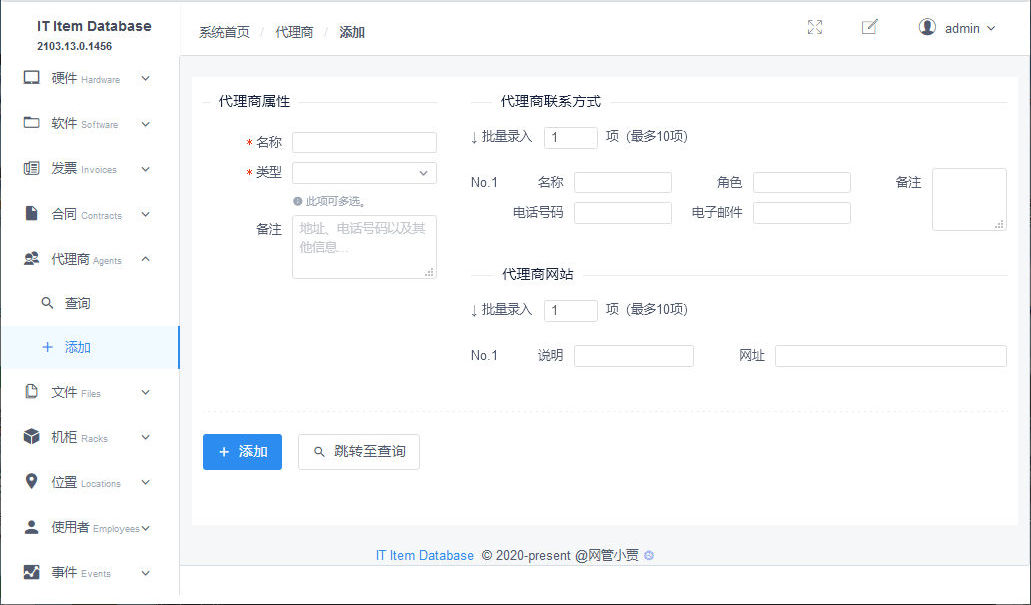 IT Item Database
2103.13.0.1456
系统首页 / 代理商 / 添加
admin
硬件 Hardware
软件 Software
发票 Invoices
合同 Contracts
代理商 Agents
查询
+ 添加
文件 Files
机柜 Racks
位置 Locations
使用者 Employees
事件 Events
代理商属性
* 名称
* 类型
此项可多选。
备注 地址、电话号码以及其
他信息...
代理商联系方式
↓批量录入 1 项（最多10项）
No.1 名称 角色 备注
电话号码 电子邮件
代理商网站
↓批量录入 1 项（最多10项）
No.1 说明 网址
+ 添加 跳转至查询
IT Item Database © 2020-present @网管小贾